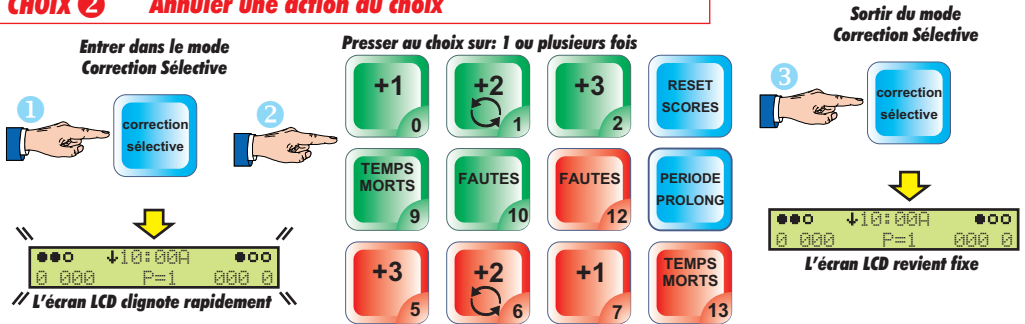 CHOIX ❷ Annuler une action au choix
Entrer dans le mode
Correction Sélective
1
correction
sélective
●●○ ↓10:00A ●○○
0 000 P=1 000 0
L'écran LCD clignote rapidement
2
Presser au choix sur: 1 ou plusieurs fois
+1
0
+2
1
+3
2
RESET
SCORES
TEMPS
MORTS
9
FAUTES
10
FAUTES
12
PERIODE
PROLONG
+3
5
+2
6
+1
7
TEMPS
MORTS
13
Sortir du mode
Correction Sélective
3
correction
sélective
●●○ ↓10:00A ●○○
0 000 P=1 000 0
L'écran LCD revient fixe